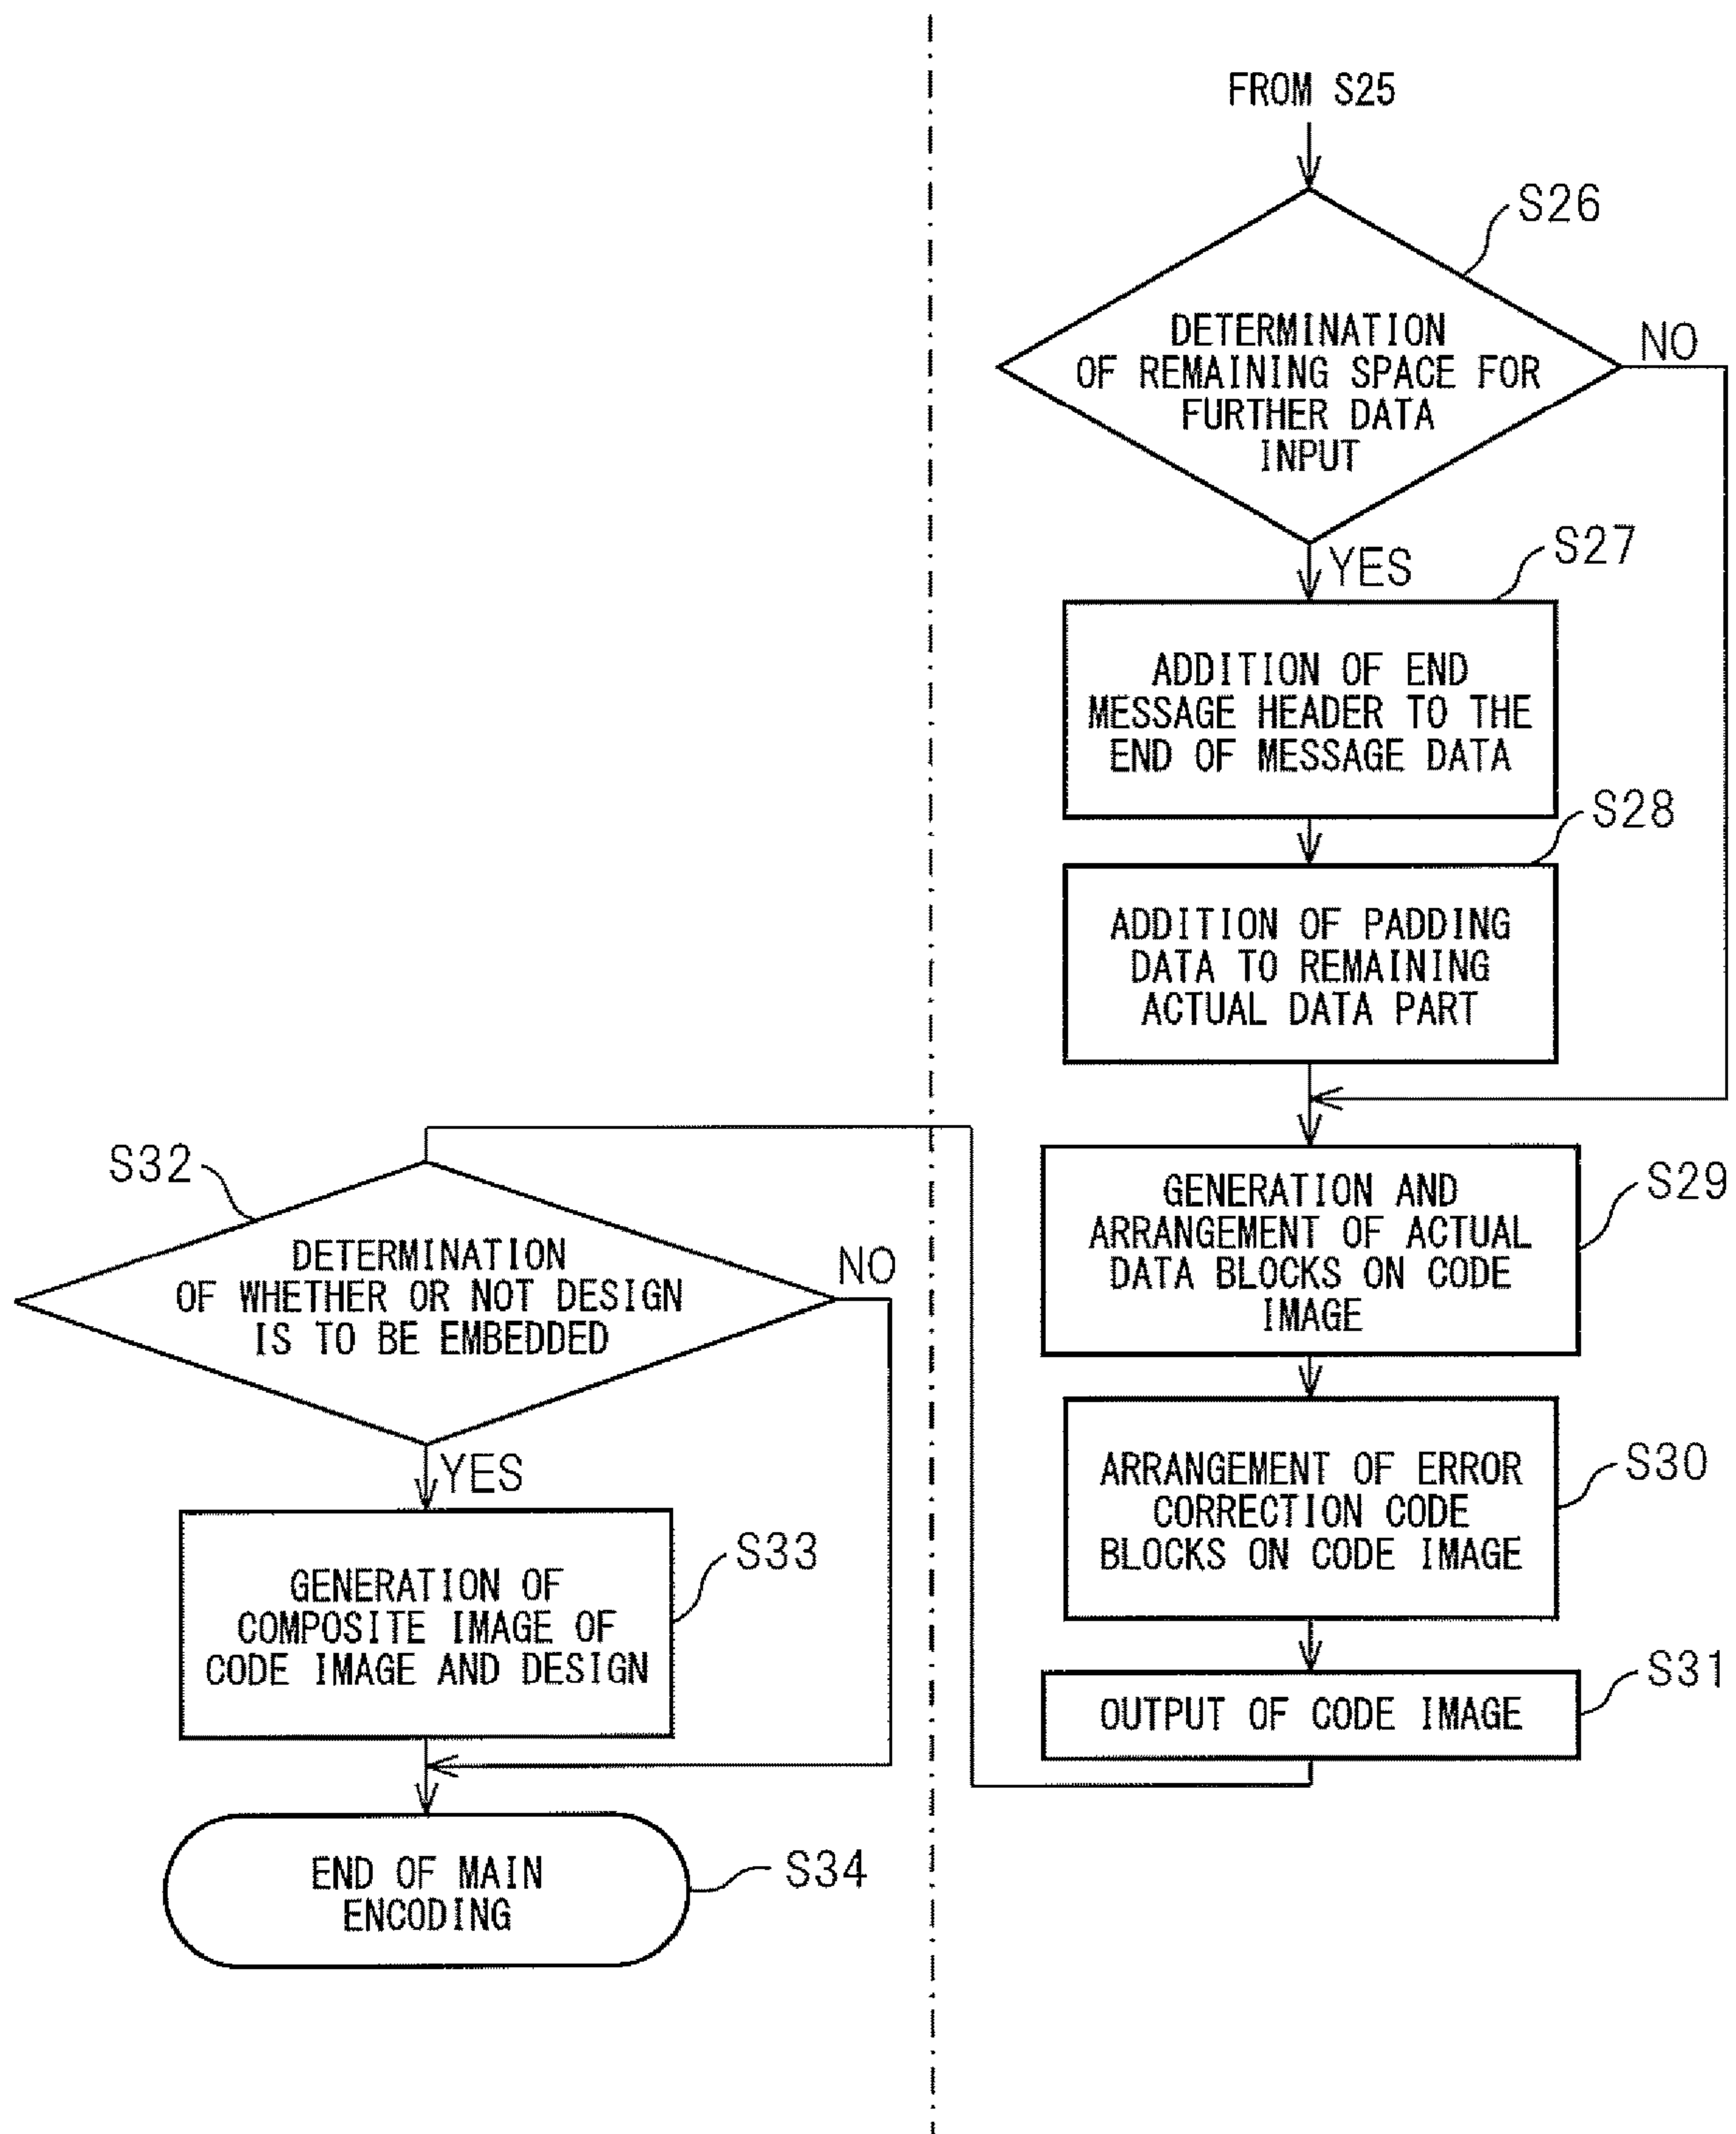 FROM S25
S26
DETERMINATION
OF REMAINING SPACE FOR
FURTHER DATA
INPUT
NO
YES
S27
ADDITION OF END
MESSAGE HEADER TO THE
END OF MESSAGE DATA
S28
ADDITION OF PADDING
DATA TO REMAINING
ACTUAL DATA PART
S29
GENERATION AND
ARRANGEMENT OF ACTUAL
DATA BLOCKS ON CODE
IMAGE
S30
ARRANGEMENT OF ERROR
CORRECTION CODE
BLOCKS ON CODE IMAGE
S31
OUTPUT OF CODE IMAGE
S32
DETERMINATION
OF WHETHER OR NOT DESIGN
IS TO BE EMBEDDED
NO
YES
S33
GENERATION OF
COMPOSITE IMAGE OF
CODE IMAGE AND DESIGN
END OF MAIN
ENCODING
S34